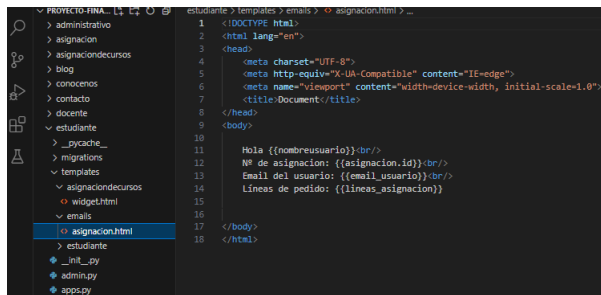 PROYECTO-FINA...
administrativo
asignacion
asignaciondecursos
blog
conocenos
contacto
docente
estudiante
__pycache__
migrations
templates
asignaciondecursos
widget.html
emails
asignacion.html
estudiante
__init__.py
admin.py
apps.py
estudiante > templates > emails > asignacion.html > ...
1 <!DOCTYPE html>
2 <html lang="en">
3 <head>
4 <meta charset="UTF-8">
5 <meta http-equiv="X-UA-Compatible" content="IE=edge">
6 <meta name="viewport" content="width=device-width, initial-scale=1.0">
7 <title>Document</title>
8 </head>
9 <body>
10
11 Hola {{nombreusuario}}<br/>
12 Nº de asignacion: {{asignacion.id}}<br/>
13 Email del usuario: {{email_usuario}}<br/>
14 Líneas de pedido: {{lineas_asignacion}}
15
16
17 </body>
18 </html>